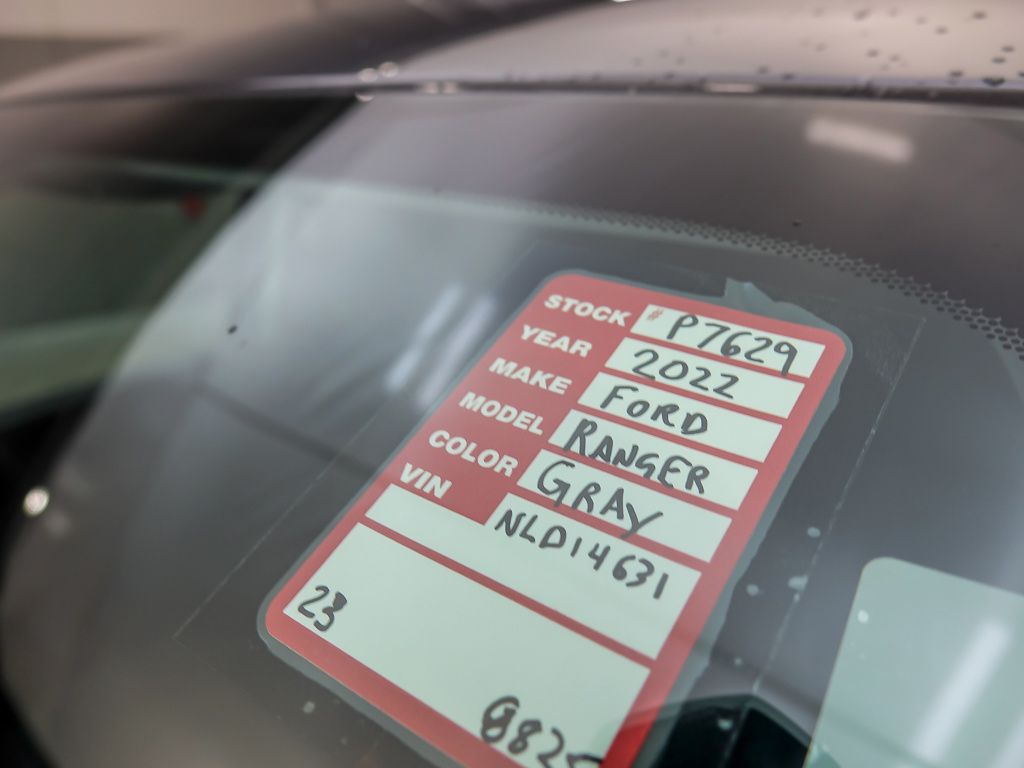 STOCK # P7629
YEAR 2022
MAKE FORD
MODEL RANGER
COLOR GRAY
VIN NLD14631
23